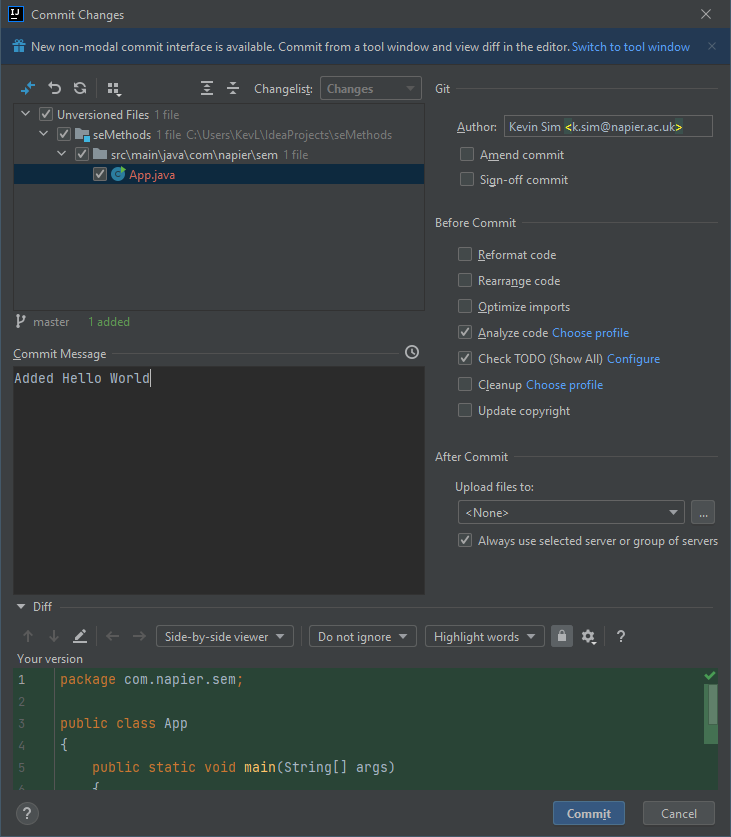 Commit Changes
New non-modal commit interface is available. Commit from a tool window and view diff in the editor. Switch to tool window
Changelist: Changes
Unversioned Files 1 file
seMethods 1 file C:\Users\KevL\IdeaProjects\seMethods
src\main\java\com\napier\sem 1 file
App.java
master 1 added
Commit Message
Added Hello World
Git
Author: Kevin Sim <k.sim@napier.ac.uk>
Amend commit
Sign-off commit
Before Commit
Reformat code
Rearrange code
Optimize imports
Analyze code Choose profile
Check TODO (Show All) Configure
Cleanup Choose profile
Update copyright
After Commit
Upload files to:
<None> ...
Always use selected server or group of servers
Diff
Side-by-side viewer Do not ignore Highlight words ?
Your version
1 package com.napier.sem;
2
3 public class App
4 {
5 public static void main(String[] args)
6 {
? Commit Cancel